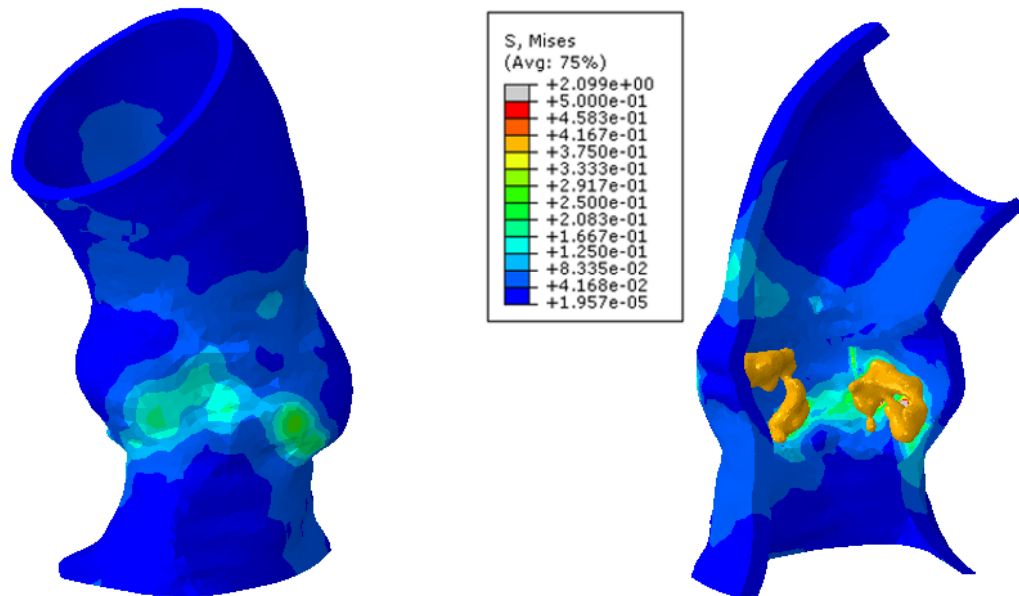 S, Mises
(Avg: 75%)
+2.099e+00
+5.000e-01
+4.583e-01
+4.167e-01
+3.750e-01
+3.333e-01
+2.917e-01
+2.500e-01
+2.083e-01
+1.667e-01
+1.250e-01
+8.335e-02
+4.168e-02
+1.957e-05